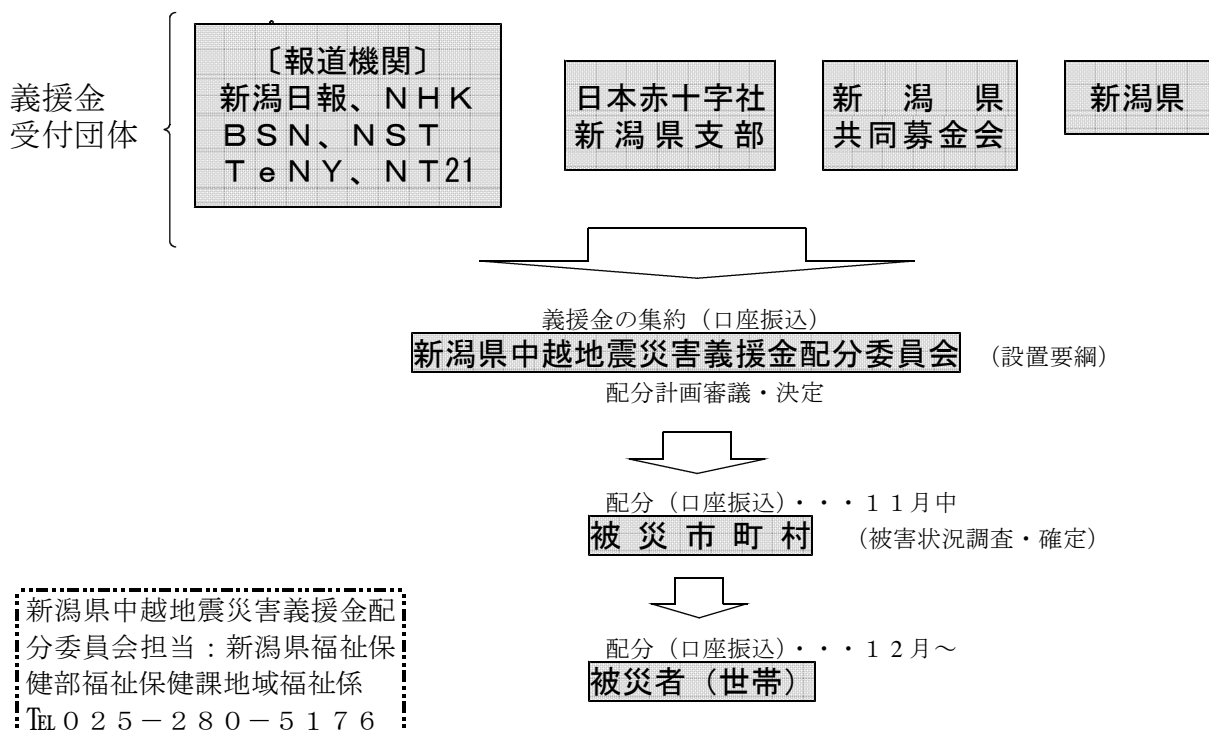 義援金
受付団体
〔報道機関〕
新潟日報、ＮＨＫ
ＢＳＮ、ＮＳＴ
ＴｅＮＹ、ＮＴ21
日本赤十字社
新潟県支部
新潟県
共同募金会
新潟県
義援金の集約（口座振込）
新潟県中越地震災害義援金配分委員会 （設置要綱）
配分計画審議・決定
配分（口座振込）・・・１１月中
被災市町村 （被害状況調査・確定）
配分（口座振込）・・・１２月～
被災者（世帯）
新潟県中越地震災害義援金配
分委員会担当：新潟県福祉保
健部福祉保健課地域福祉係
℡０２５－２８０－５１７６